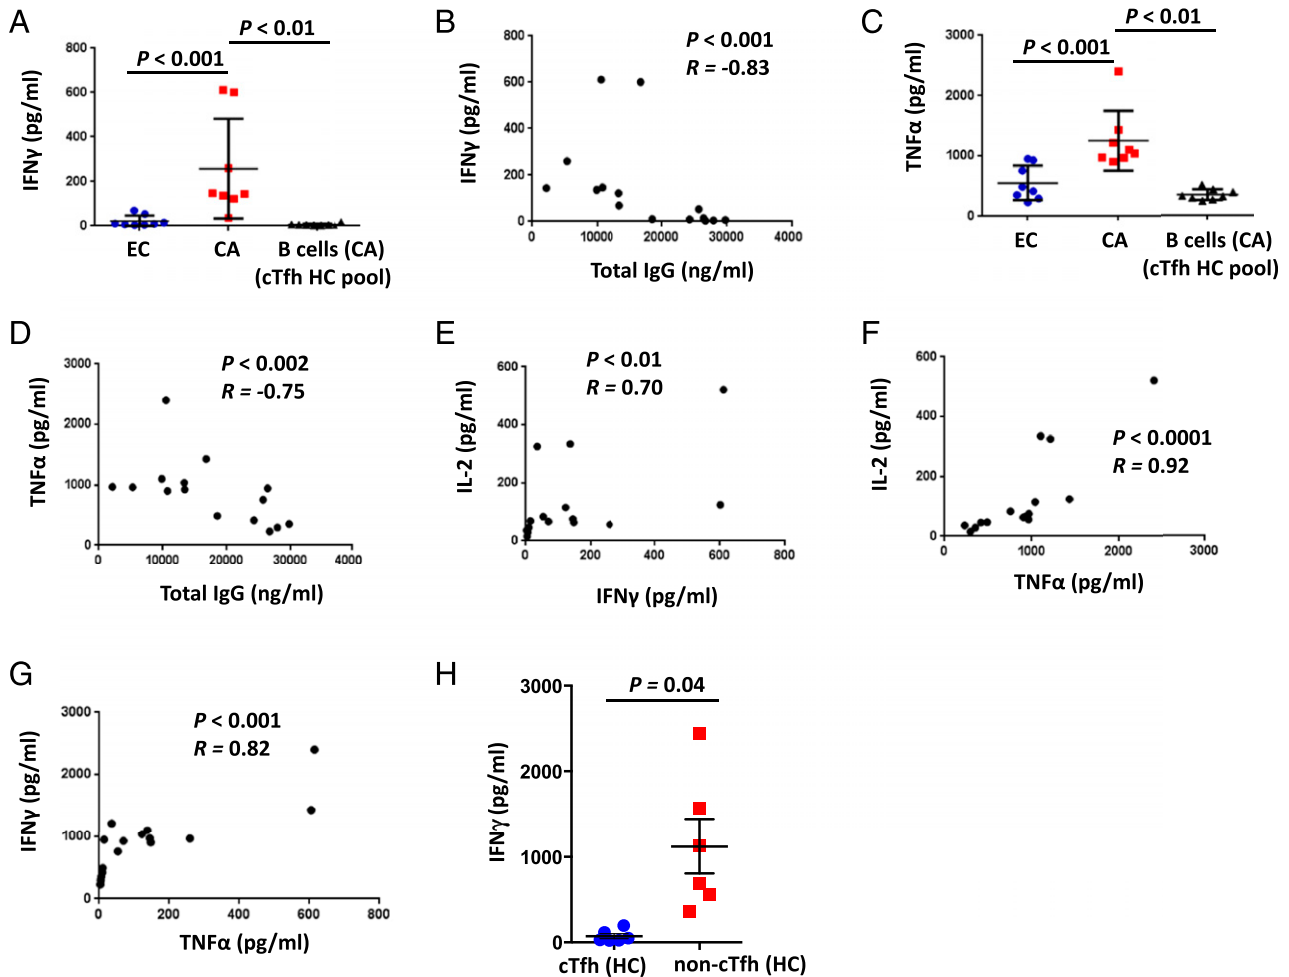 A
P < 0.01
P < 0.001
IFNγ (pg/ml)
800
600
400
200
0
EC
CA
B cells (CA)
(cTfh HC pool)
B
P < 0.001
R = -0.83
IFNγ (pg/ml)
800
600
400
200
0
0
10000
20000
30000
40000
Total IgG (ng/ml)
C
P < 0.01
P < 0.001
TNFα (pg/ml)
3000
2000
1000
0
EC
CA
B cells (CA)
(cTfh HC pool)
D
P < 0.002
R = -0.75
TNFα (pg/ml)
3000
2000
1000
0
0
10000
20000
30000
4000
Total IgG (ng/ml)
E
P < 0.01
R = 0.70
IL-2 (pg/ml)
600
400
200
0
0
200
400
600
800
IFNγ (pg/ml)
F
P < 0.0001
R = 0.92
IL-2 (pg/ml)
600
400
200
0
0
1000
2000
3000
TNFα (pg/ml)
G
P < 0.001
R = 0.82
IFNγ (pg/ml)
3000
2000
1000
0
0
200
400
600
800
TNFα (pg/ml)
H
P = 0.04
IFNγ (pg/ml)
3000
2000
1000
0
cTfh (HC)
non-cTfh (HC)